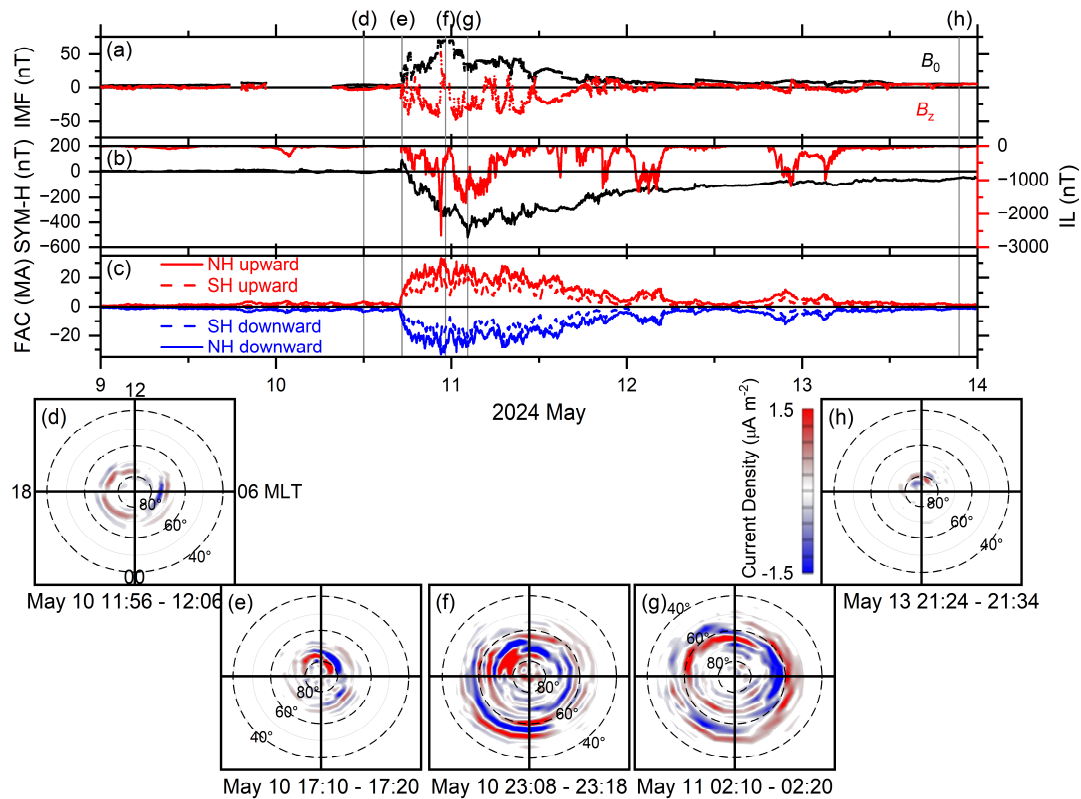 (d) (e) (f) (g) (h)
(a)
IMF (nT)
50
0
−50
B0
Bz
(b)
SYM-H (nT)
200
0
−200
−400
−600
0
−1000
−2000
−3000
IL (nT)
(c)
FAC (MA)
20
0
−20
NH upward
SH upward
SH downward
NH downward
9 10 11 12 13 14
2024 May
(d)
12
18
06 MLT
00
80°
60°
40°
May 10 11:56 - 12:06
Current Density (μA m-2)
1.5
-1.5
(h)
80°
60°
40°
May 13 21:24 - 21:34
(e)
80°
60°
40°
May 10 17:10 - 17:20
(f)
80°
60°
40°
May 10 23:08 - 23:18
(g)
40°
60°
80°
May 11 02:10 - 02:20